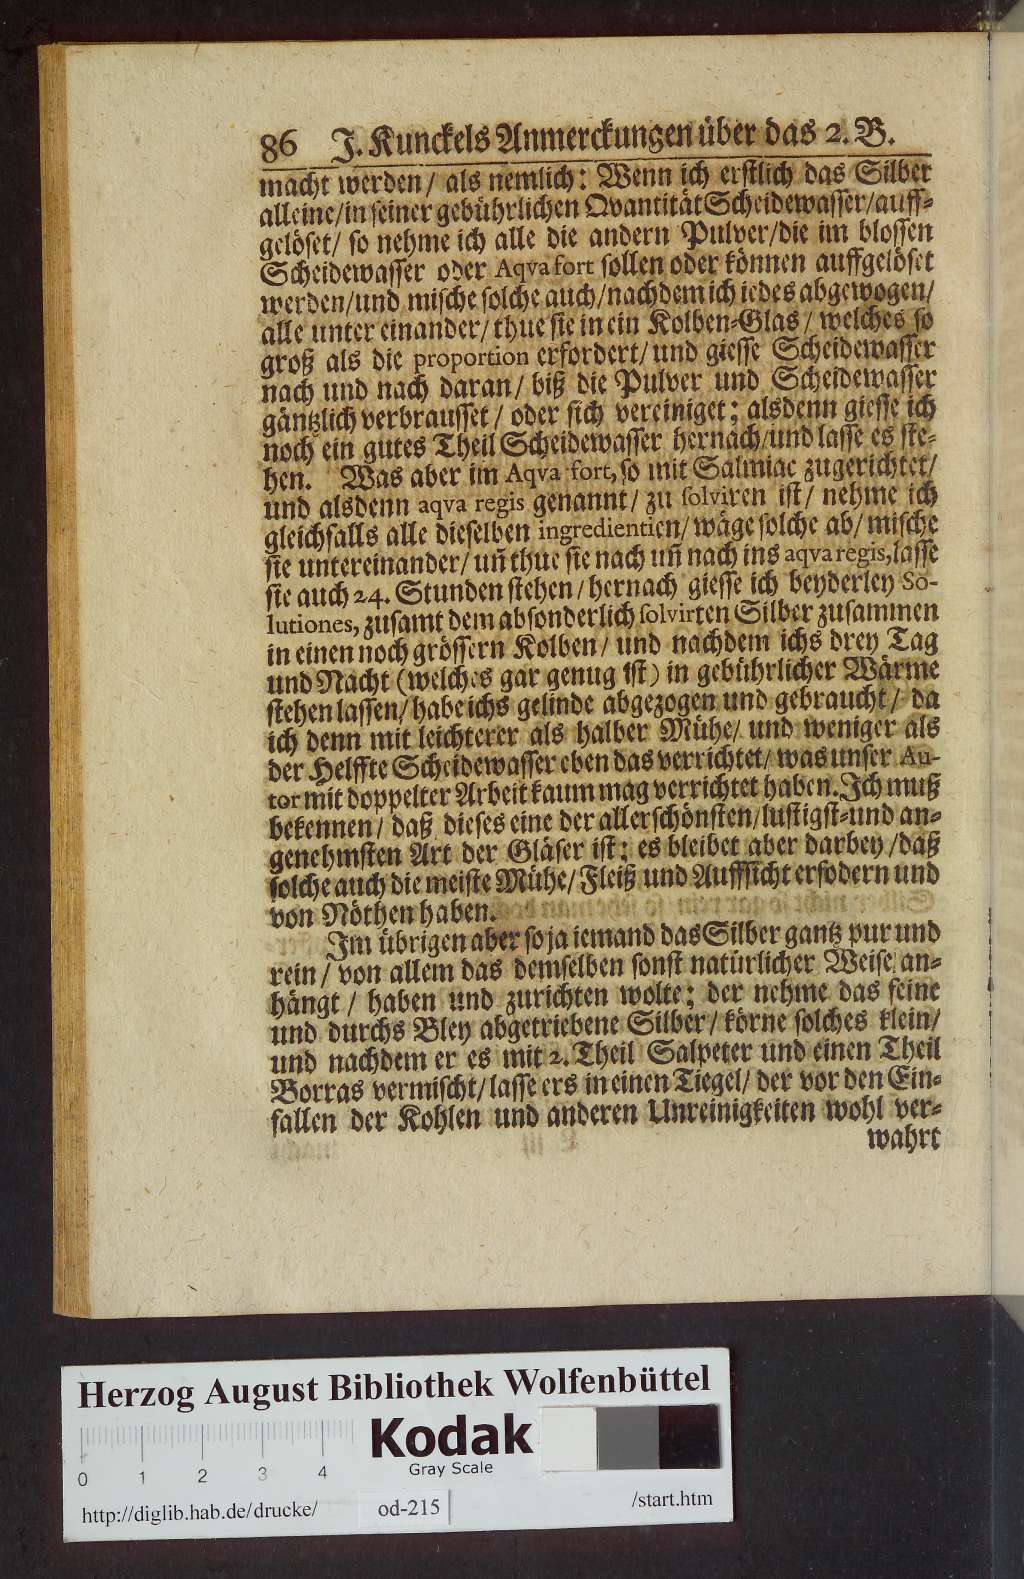 86 J. Kunckels Anmerckungen über das 2. B.
macht werden / als nemlich: Wenn ich erstlich das Silber
alleine / in seiner gebührlichen Qvantität Scheidewasser / auff-
gelöset / so nehme ich alle die andern Pulver / die im blossen
Scheidewasser oder Aqva fort sollen oder können auffgelöset
werden / und mische solche auch / nachdem ich iedes abgewogen /
alle unter einander / thue sie in ein Kolben-Glas / welches so
groß als die proportion erfordert / und giesse Scheidewasser
nach und nach daran / biß die Pulver und Scheidewasser
gäntzlich verbrausset / oder sich vereiniget; alsdenn giesse ich
noch ein gutes Theil Scheidewasser hernach / und lasse es ste-
hen. Was aber im Aqva fort, so mit Salmiac zugerichtet /
und alsdenn aqva regis genannt / zu solviren ist / nehme ich
gleichfalls alle dieselben ingredientien / wäge solche ab / mische
sie untereinander / uñ thue sie nach uñ nach ins aqva regis, lasse
sie auch 24. Stunden stehen / hernach giesse ich beyderley So-
lutiones, zusamt dem absonderlich solvirten Silber zusammen
in einen noch grössern Kolben / und nachdem ichs drey Tag
und Nacht (welches gar genug ist) in gebührlicher Wärme
stehen lassen / habe ichs gelinde abgezogen und gebraucht / da
ich denn mit leichterer als halber Mühe / und weniger als
der Helffte Scheidewasser eben das verrichtet / was unser Au-
tor mit doppelter Arbeit kaum mag verrichtet haben. Ich muß
bekennen / daß dieses eine der allerschönsten / lustigst- und an-
genehmsten Art der Gläser ist; es bleibet aber darbey / daß
solche auch die meiste Mühe / Fleiß und Auffsicht erfodern und
von Nöthen haben.
Im übrigen aber so ja iemand das Silber gantz pur und
rein / von allem das demselben sonst natürlicher Weise an-
hängt / haben und zurichten wolte; der nehme das feine
und durchs Bley abgetriebene Silber / körne solches klein /
und nachdem er es mit 2. Theil Salpeter und einen Theil
Borras vermischt / lasse ers in einen Tiegel / der vor den Ein-
fallen der Kohlen und anderen Unreinigkeiten wohl ver-
wahrt
Herzog August Bibliothek Wolfenbüttel
Kodak
Gray Scale
0 1 2 3 4
http://diglib.hab.de/drucke/ od-215 /start.htm